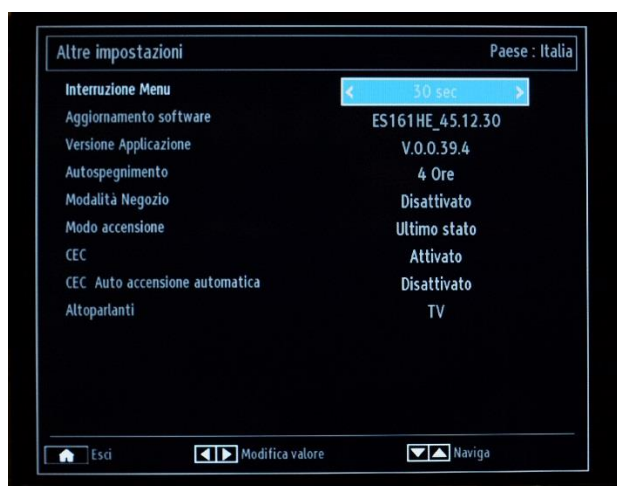 Altre impostazioni Paese : Italia
Interruzione Menu 30 sec
Aggiornamento software ES161HE_45.12.30
Versione Applicazione V.0.0.39.4
Autospegnimento 4 Ore
Modalità Negozio Disattivato
Modo accensione Ultimo stato
CEC Attivato
CEC Auto accensione automatica Disattivato
Altoparlanti TV
Esci Modifica valore Naviga